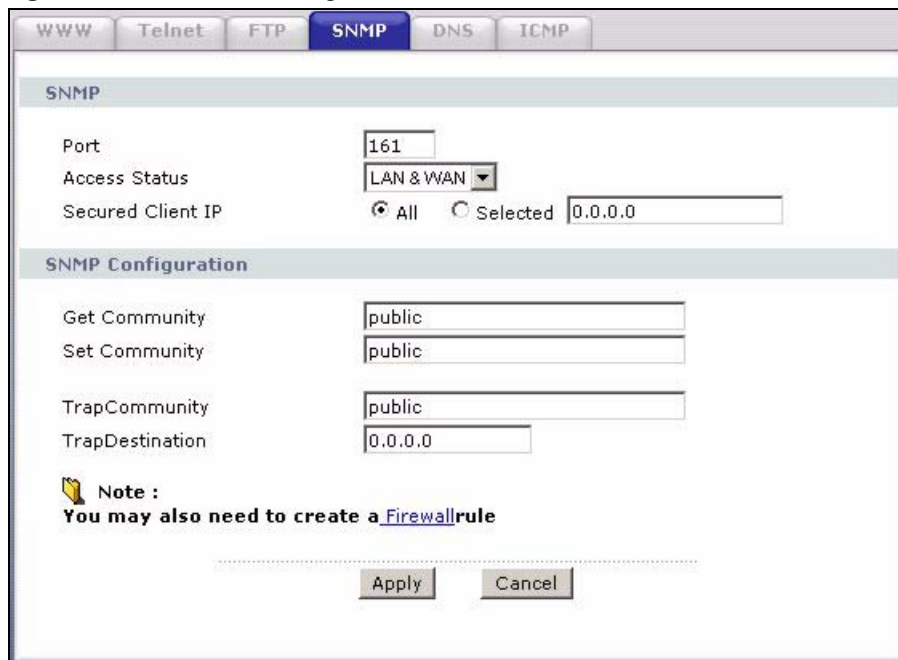 WWW Telnet FTP SNMP DNS ICMP
SNMP
Port 161
Access Status LAN & WAN
Secured Client IP All Selected 0.0.0.0
SNMP Configuration
Get Community public
Set Community public
TrapCommunity public
TrapDestination 0.0.0.0
Note :
You may also need to create a Firewallrule
Apply Cancel